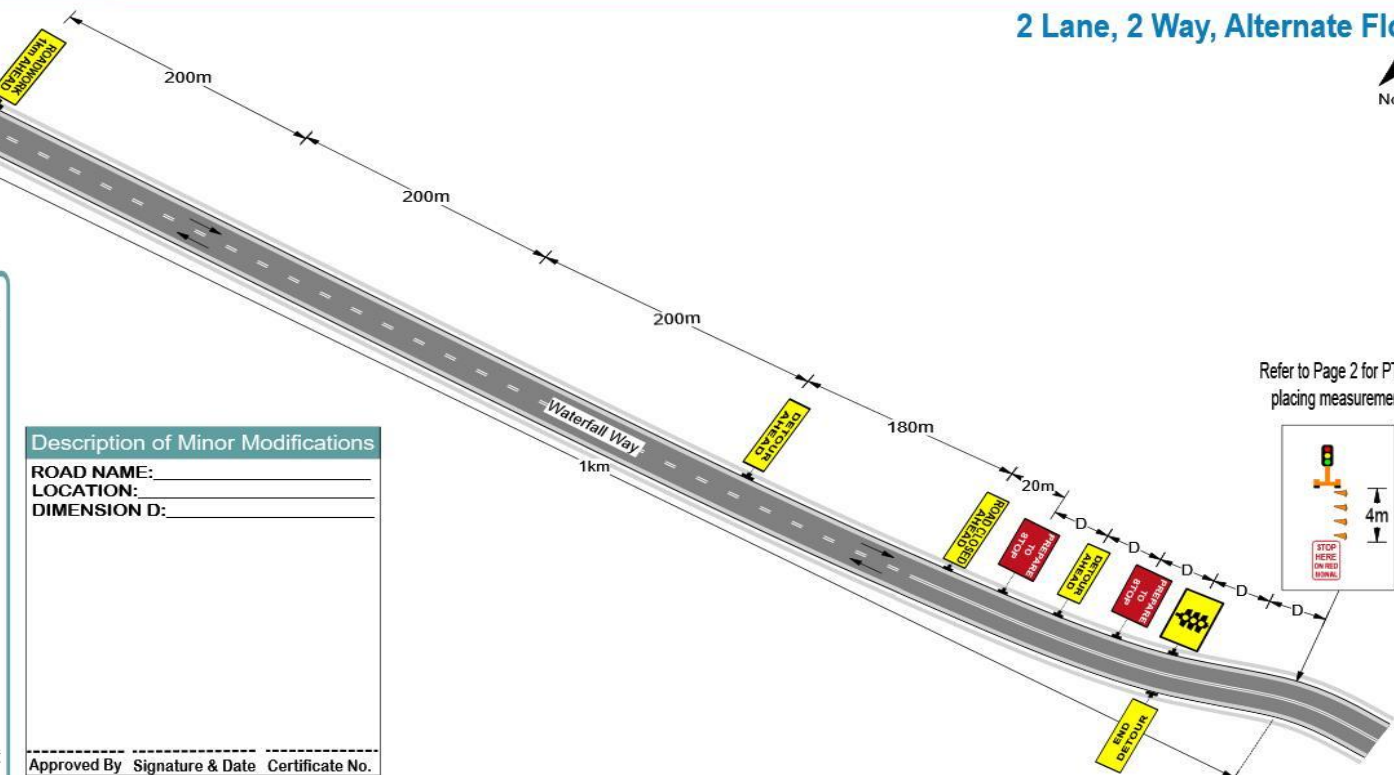 2 Lane, 2 Way, Alternate Flo
No
ROADWORK
1km AHEAD
200m
200m
200m
180m
20m
D
D
D
D
D
Waterfall Way
1km
DETOUR
AHEAD
ROAD CLOSED
AHEAD
PREPARE
TO
STOP
DETOUR
AHEAD
PREPARE
TO
STOP
END
DETOUR
Refer to Page 2 for PT
placing measuremen
4m
STOP
HERE
ON RED
SIGNAL
Description of Minor Modifications
ROAD NAME:
LOCATION:
DIMENSION D:
Approved By Signature & Date Certificate No.